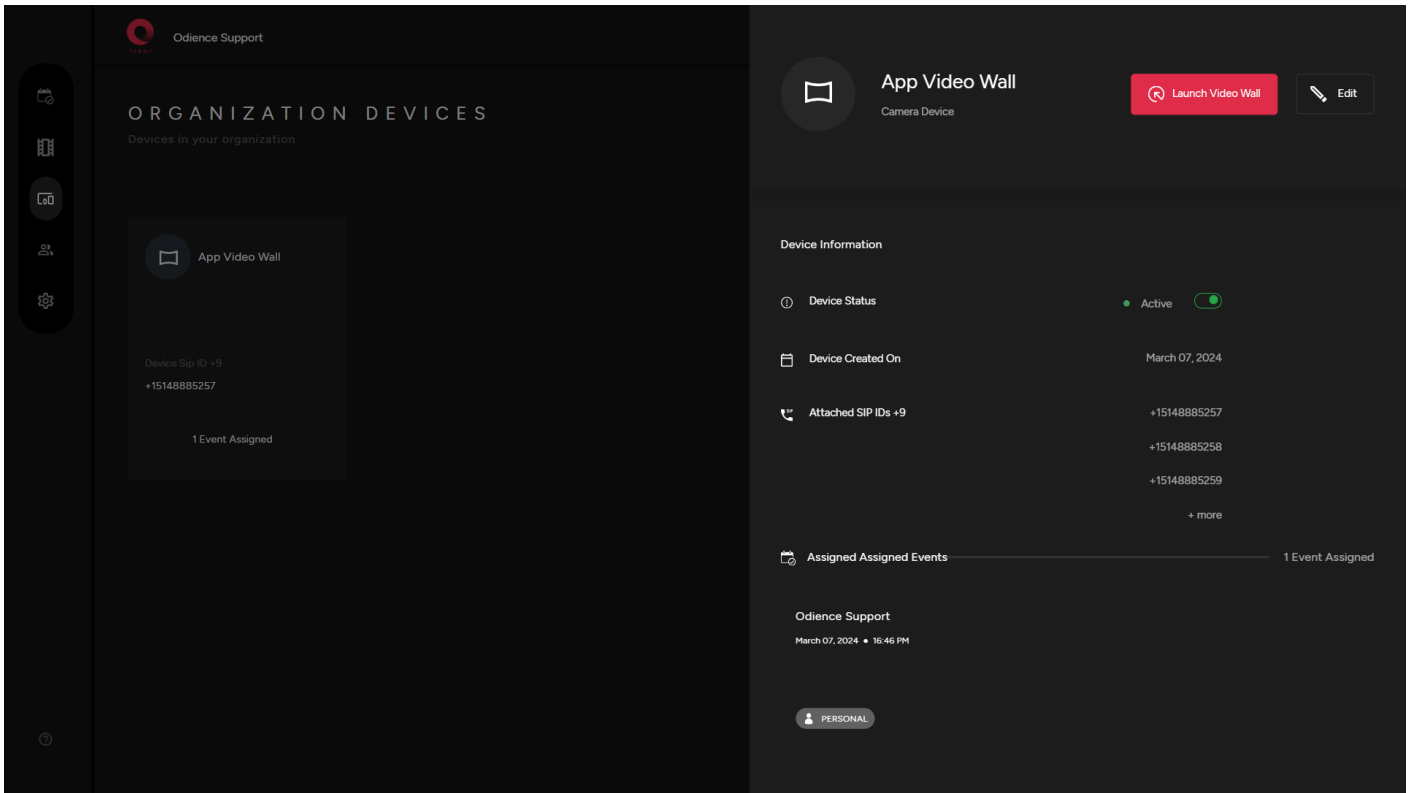 Odience Support
ORGANIZATION DEVICES
Devices in your organization
App Video Wall
Device Sip ID +9
+15148885257
1 Event Assigned
App Video Wall
Camera Device
Launch Video Wall
Edit
Device Information
Device Status
Active
Device Created On
March 07, 2024
Attached SIP IDs +9
+15148885257
+15148885258
+15148885259
+ more
Assigned Assigned Events
1 Event Assigned
Odience Support
March 07, 2024 • 16:46 PM
PERSONAL